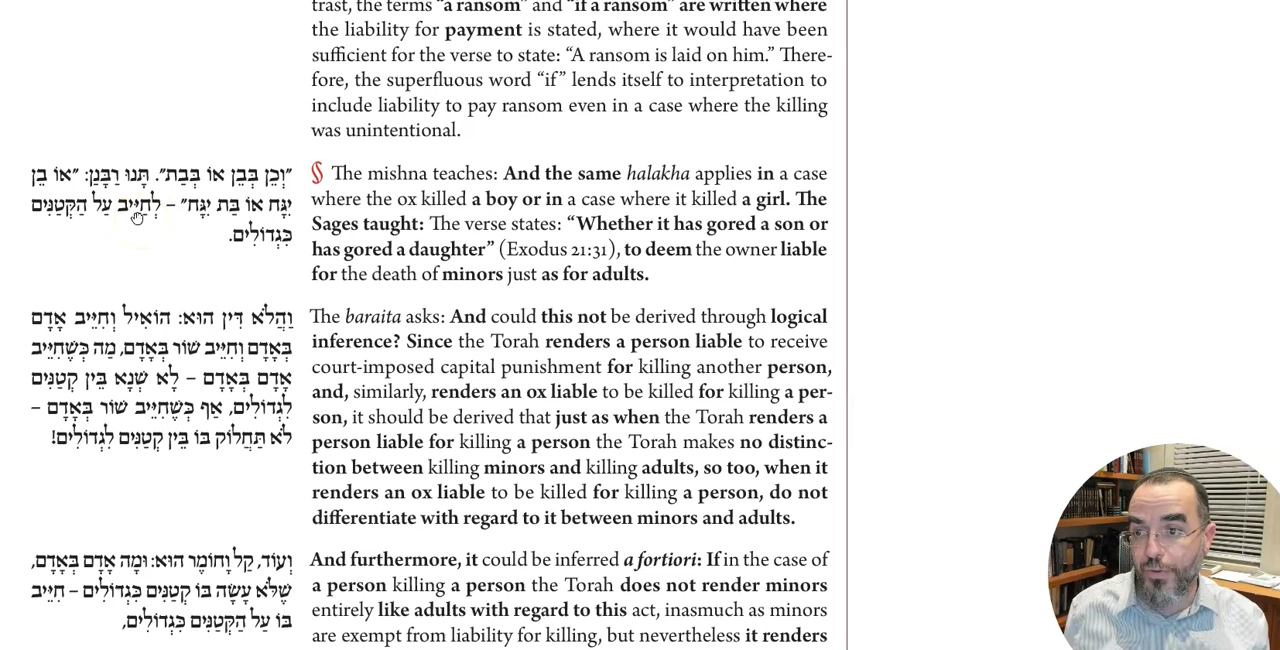 trast, the terms “a ransom” and “if a ransom” are written where
the liability for payment is stated, where it would have been
sufficient for the verse to state: “A ransom is laid on him.” There-
fore, the superfluous word “if” lends itself to interpretation to
include liability to pay ransom even in a case where the killing
was unintentional.
״וְכֵן בְּבֵן אוֹ בְּבַת״. תָּנוּ רַבָּנַן: ״אוֹ בֵן
יִגָּח אוֹ בַת יִגָּח״ – לְחַיֵּיב עַל הַקְּטַנִּים
כִּגְדוֹלִים.
§ The mishna teaches: And the same halakha applies in a case
where the ox killed a boy or in a case where it killed a girl. The
Sages taught: The verse states: “Whether it has gored a son or
has gored a daughter” (Exodus 21:31), to deem the owner liable
for the death of minors just as for adults.
וַהֲלֹא דִּין הוּא: הוֹאִיל וְחִיֵּיב אָדָם
בְּאָדָם וְחִיֵּיב שׁוֹר בְּאָדָם, מַה כְּשֶׁחִיֵּיב
אָדָם בְּאָדָם – לָא שְׁנָא בֵּין קְטַנִּים
לִגְדוֹלִים, אַף כְּשֶׁחִיֵּיב שׁוֹר בְּאָדָם –
לֹא תַּחֲלוֹק בּוֹ בֵּין קְטַנִּים לִגְדוֹלִים!
The baraita asks: And could this not be derived through logical
inference? Since the Torah renders a person liable to receive
court-imposed capital punishment for killing another person,
and, similarly, renders an ox liable to be killed for killing a per-
son, it should be derived that just as when the Torah renders a
person liable for killing a person the Torah makes no distinc-
tion between killing minors and killing adults, so too, when it
renders an ox liable to be killed for killing a person, do not
differentiate with regard to it between minors and adults.
וְעוֹד, קַל וָחוֹמֶר הוּא: וּמָה אָדָם בְּאָדָם,
שֶׁלֹּא עָשָׂה בּוֹ קְטַנִּים כִּגְדוֹלִים – חִיֵּיב
בּוֹ עַל הַקְּטַנִּים כִּגְדוֹלִים,
And furthermore, it could be inferred a fortiori: If in the case of
a person killing a person the Torah does not render minors
entirely like adults with regard to this act, inasmuch as minors
are exempt from liability for killing, but nevertheless it renders